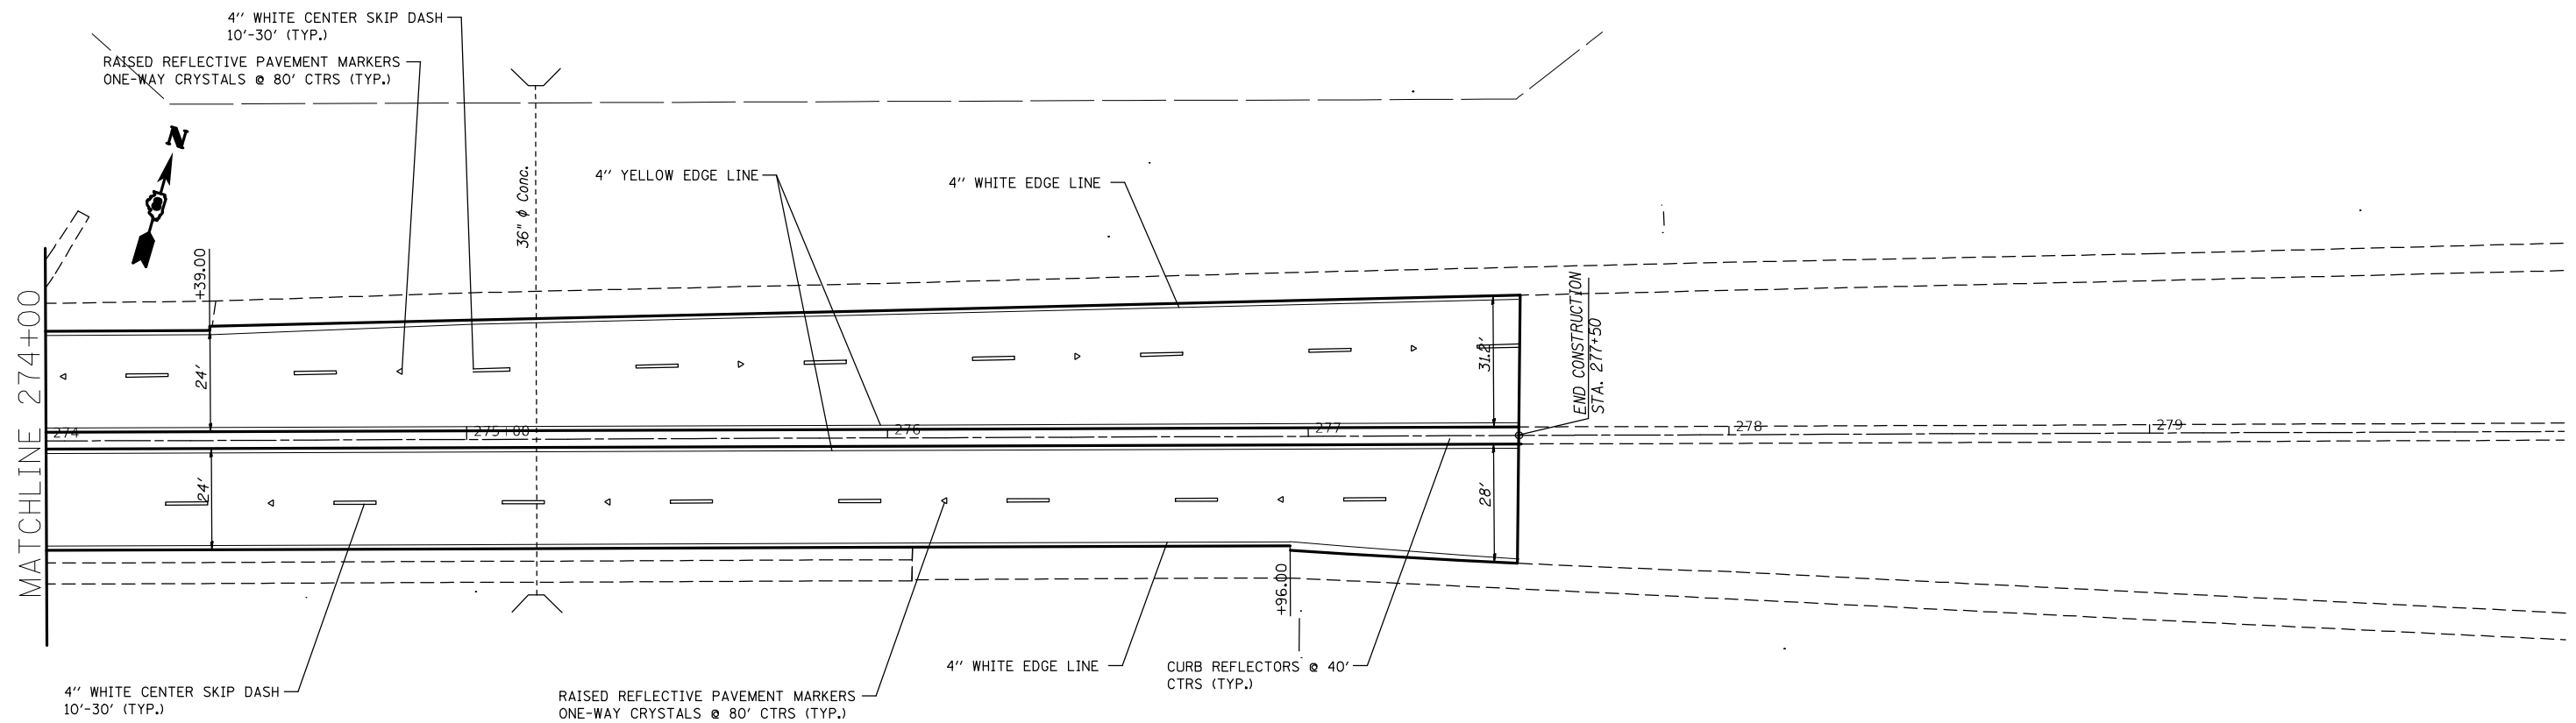 4" WHITE CENTER SKIP DASH
10'-30' (TYP.)
RAISED REFLECTIVE PAVEMENT MARKERS
ONE-WAY CRYSTALS @ 80' CTRS (TYP.)
N
36" ϕ Conc.
4" YELLOW EDGE LINE
4" WHITE EDGE LINE
+39.00
MATCHLINE 274+00
24'
31.2'
END CONSTRUCTION
STA. 277+50
274
275+00
276
277
278
279
24'
28'
+96.00
4" WHITE EDGE LINE
CURB REFLECTORS @ 40'
CTRS (TYP.)
4" WHITE CENTER SKIP DASH
10'-30' (TYP.)
RAISED REFLECTIVE PAVEMENT MARKERS
ONE-WAY CRYSTALS @ 80' CTRS (TYP.)